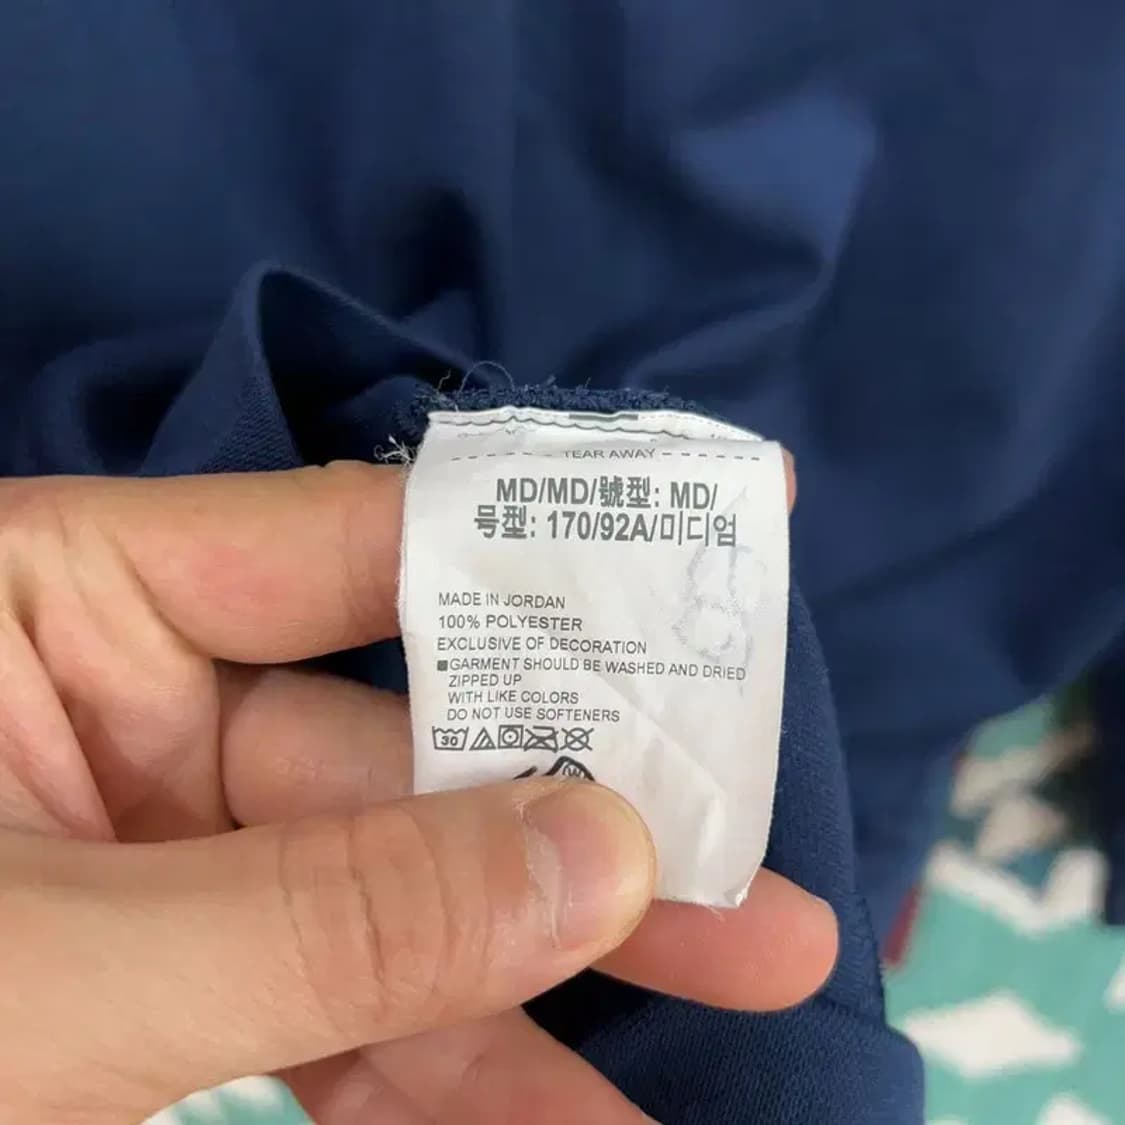 TEAR AWAY
MD/MD/號型: MD/
号型: 170/92A/미디엄
MADE IN JORDAN
100% POLYESTER
EXCLUSIVE OF DECORATION
■GARMENT SHOULD BE WASHED AND DRIED
ZIPPED UP
WITH LIKE COLORS
DO NOT USE SOFTENERS
30
W